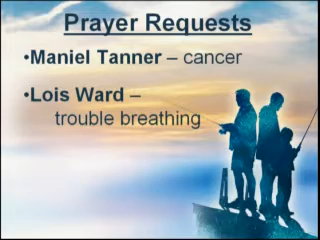 Prayer Requests
•Maniel Tanner – cancer
•Lois Ward –
trouble breathing